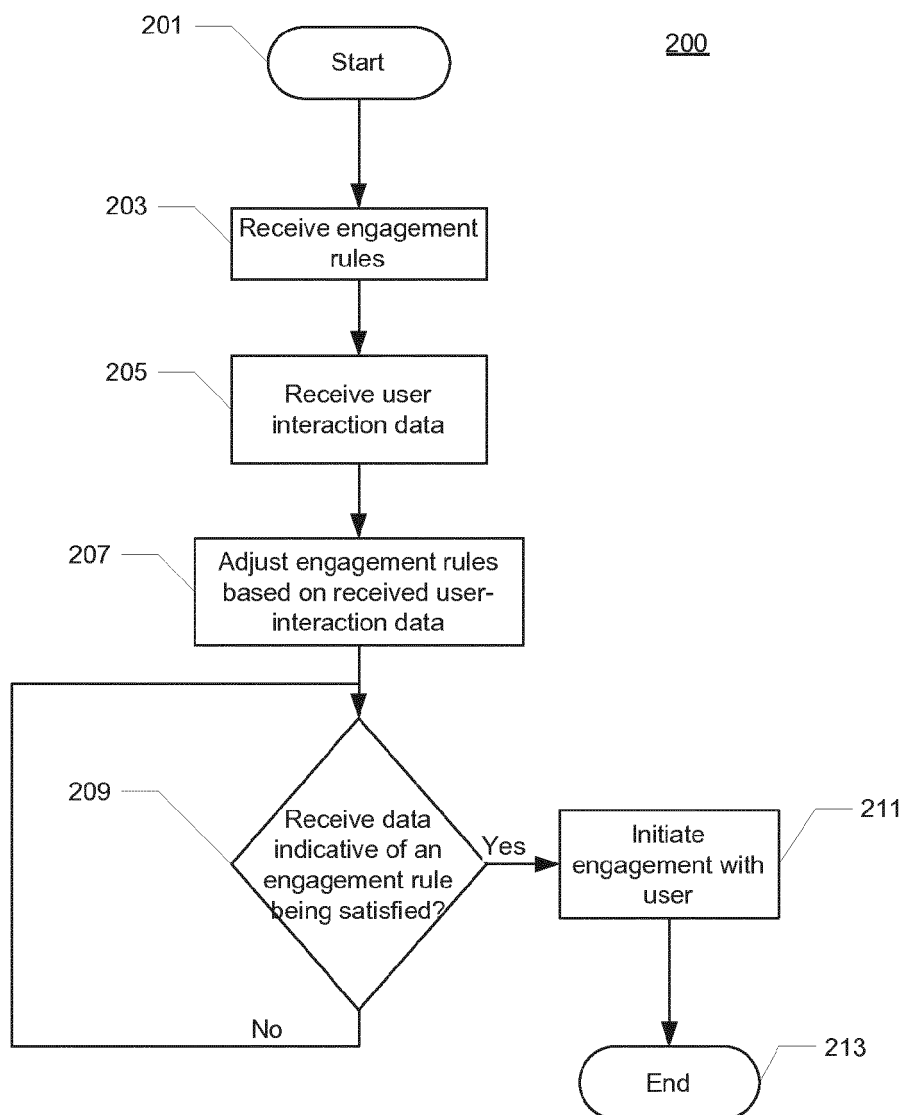 201
Start
200
203
Receive engagement
rules
205
Receive user
interaction data
207
Adjust engagement rules
based on received user-
interaction data
209
Receive data
indicative of an
engagement rule
being satisfied?
Yes
Initiate
engagement with
user
211
No
End
213